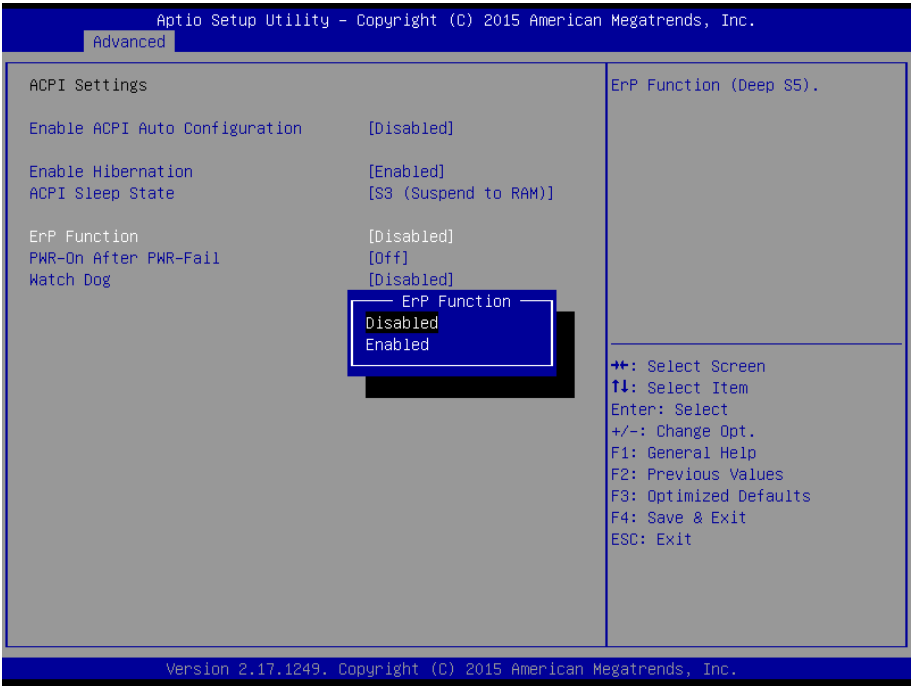 Aptio Setup Utility – Copyright (C) 2015 American Megatrends, Inc.
Advanced
ACPI Settings
Enable ACPI Auto Configuration [Disabled]
Enable Hibernation [Enabled]
ACPI Sleep State [S3 (Suspend to RAM)]
ErP Function [Disabled]
PWR-On After PWR-Fail [Off]
Watch Dog [Disabled]
ErP Function
Disabled
Enabled
ErP Function (Deep S5).
→←: Select Screen
↑↓: Select Item
Enter: Select
+/-: Change Opt.
F1: General Help
F2: Previous Values
F3: Optimized Defaults
F4: Save & Exit
ESC: Exit
Version 2.17.1249. Copyright (C) 2015 American Megatrends, Inc.